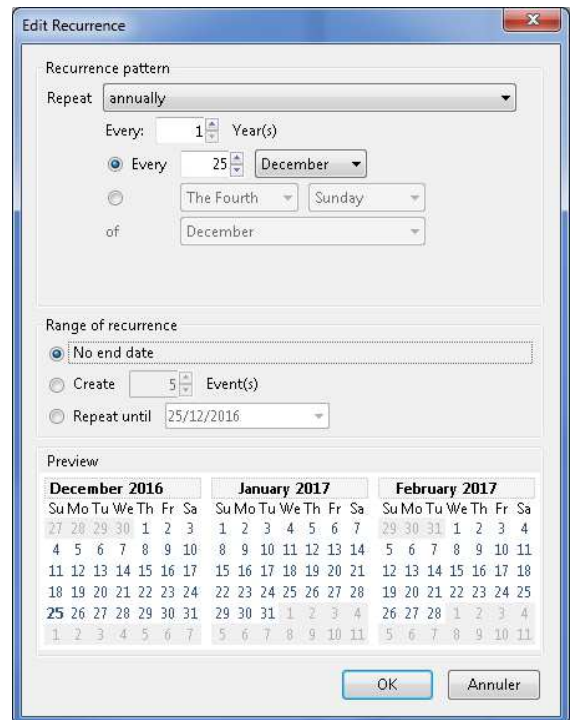 Edit Recurrence
Recurrence pattern
Repeat annually
Every: 1 Year(s)
Every 25 December
The Fourth Sunday
of December
Range of recurrence
No end date
Create 5 Event(s)
Repeat until 25/12/2016
Preview
December 2016 January 2017 February 2017
Su Mo Tu We Th Fr Sa Su Mo Tu We Th Fr Sa Su Mo Tu We Th Fr Sa
27 28 29 30 1 2 3 1 2 3 4 5 6 7 29 30 31 1 2 3 4
4 5 6 7 8 9 10 8 9 10 11 12 13 14 5 6 7 8 9 10 11
11 12 13 14 15 16 17 15 16 17 18 19 20 21 12 13 14 15 16 17 18
18 19 20 21 22 23 24 22 23 24 25 26 27 28 19 20 21 22 23 24 25
25 26 27 28 29 30 31 29 30 31 1 2 3 4 26 27 28 1 2 3 4
1 2 3 4 5 6 7 5 6 7 8 9 10 11 5 6 7 8 9 10 11
OK Annuler